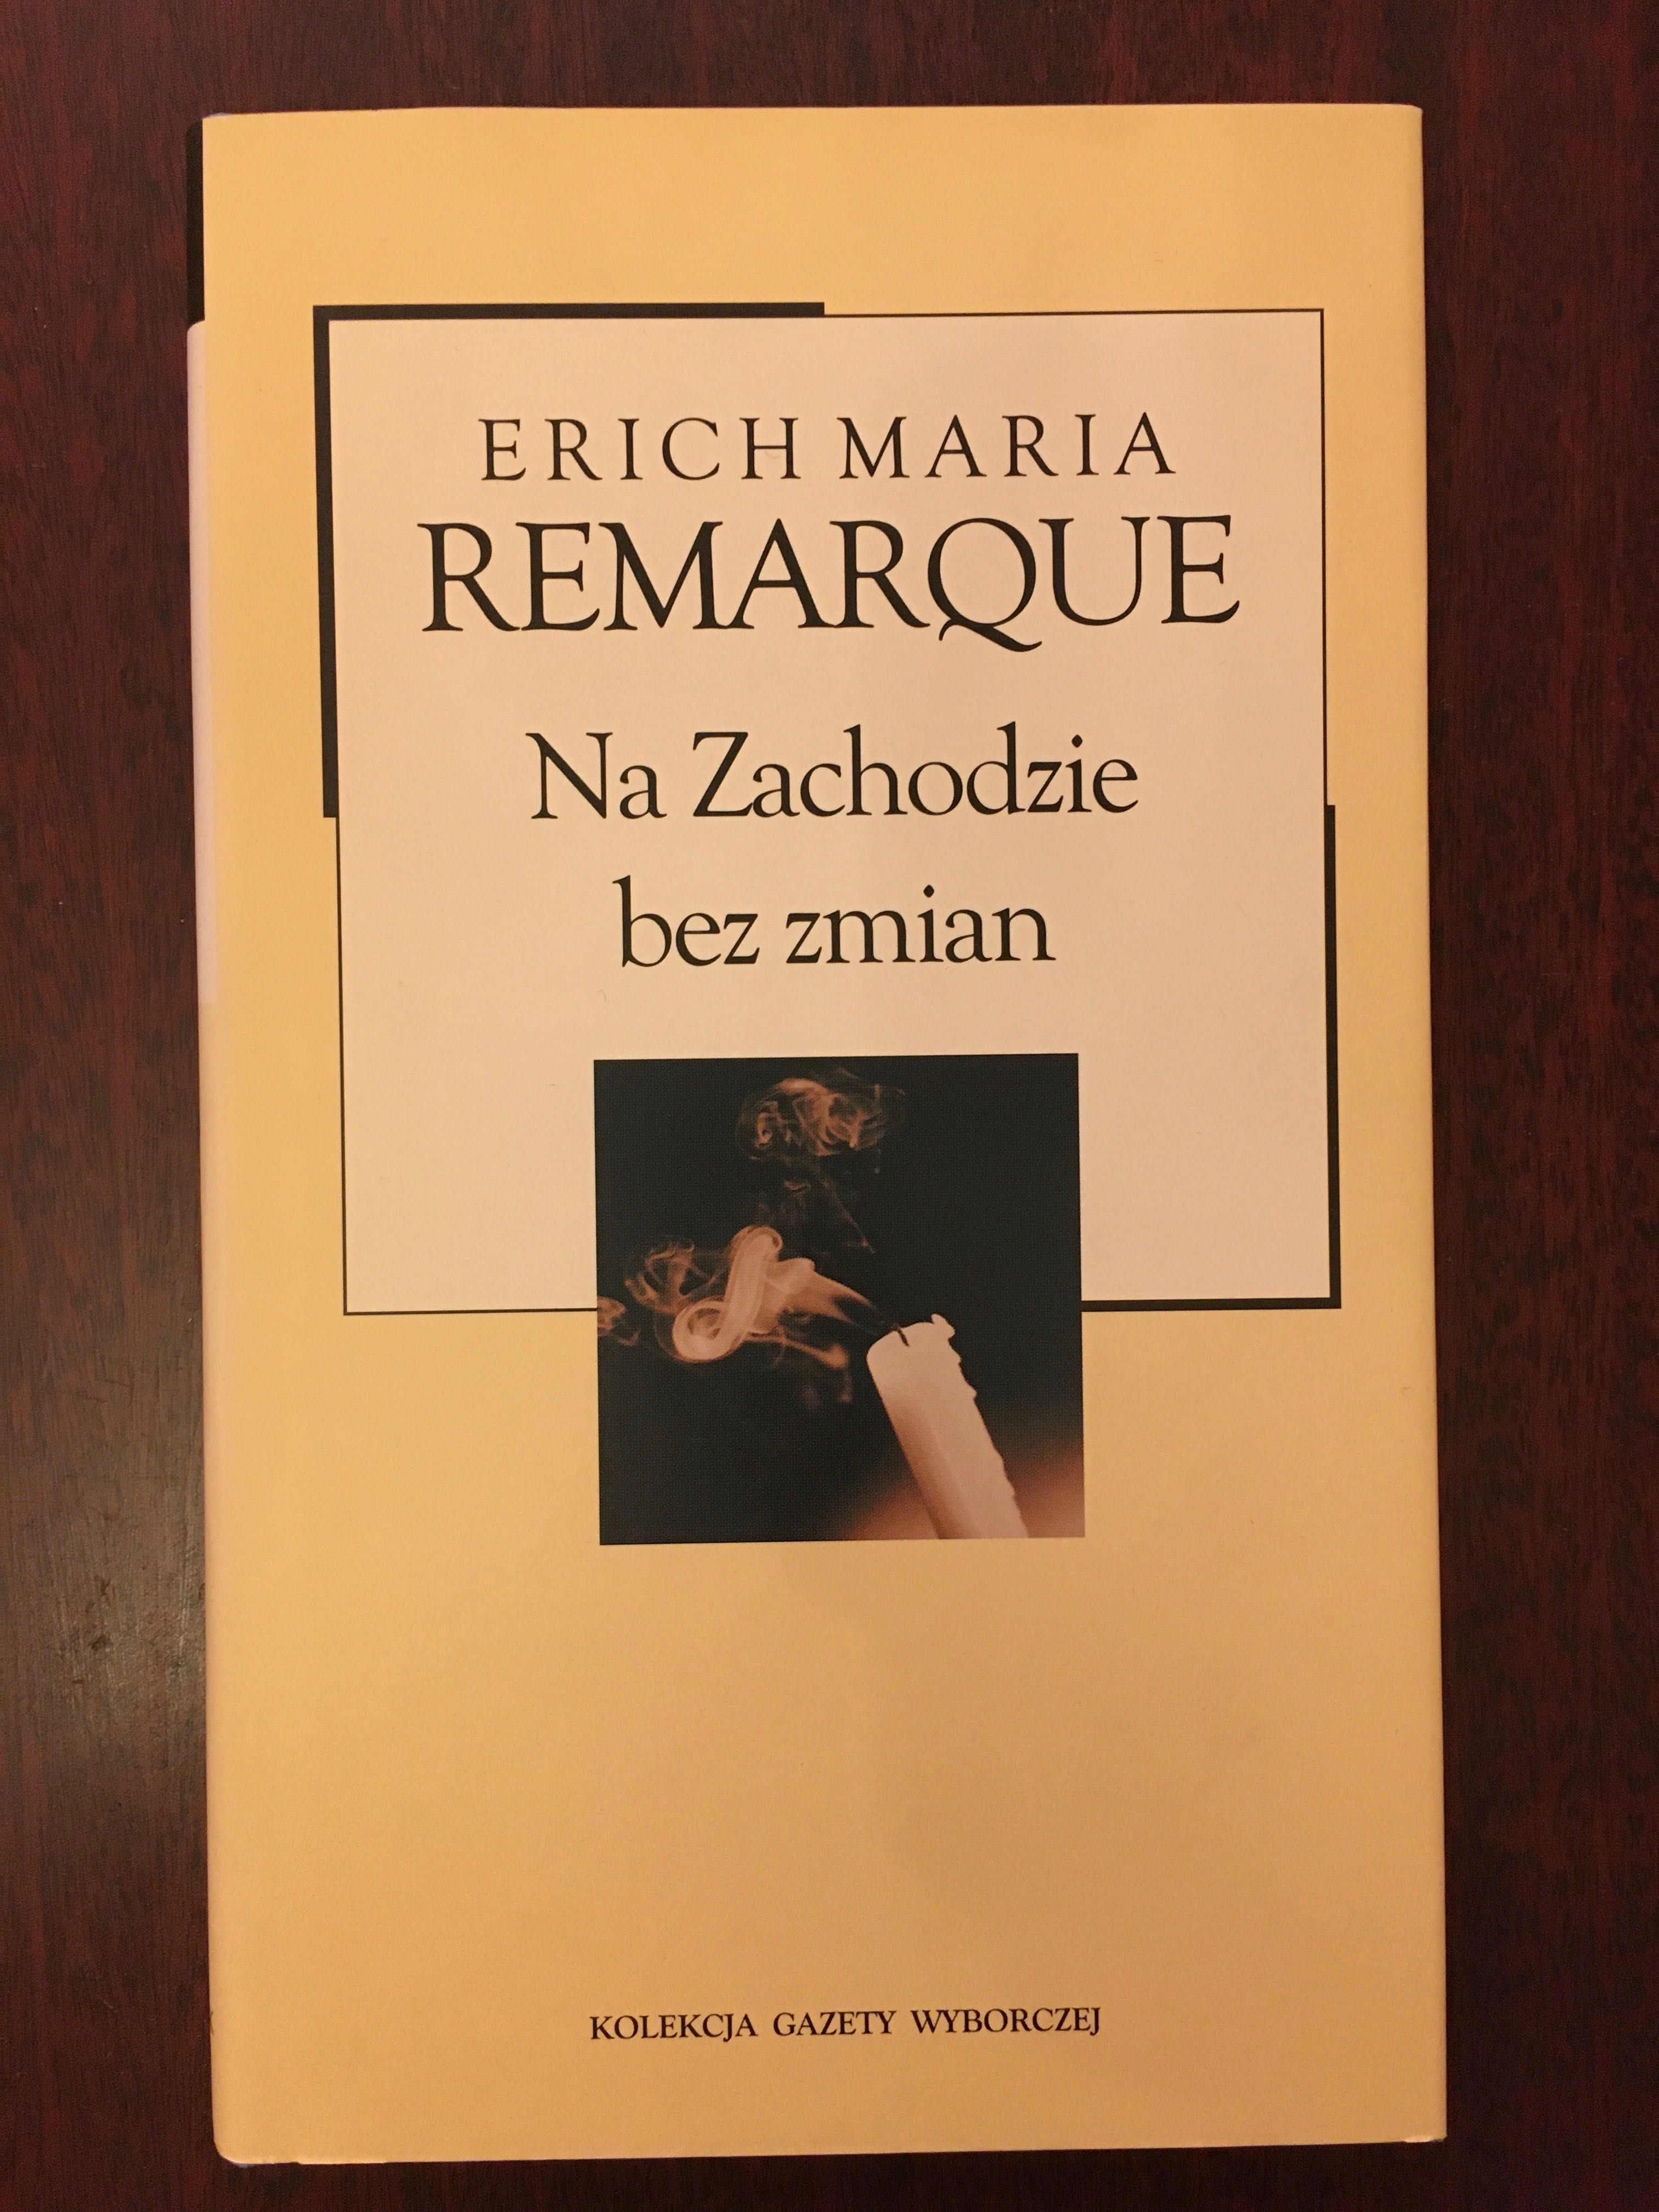 ERICH MARIA
REMARQUE
Na Zachodzie
bez zmian
KOLEKCJA GAZETY WYBORCZEJ